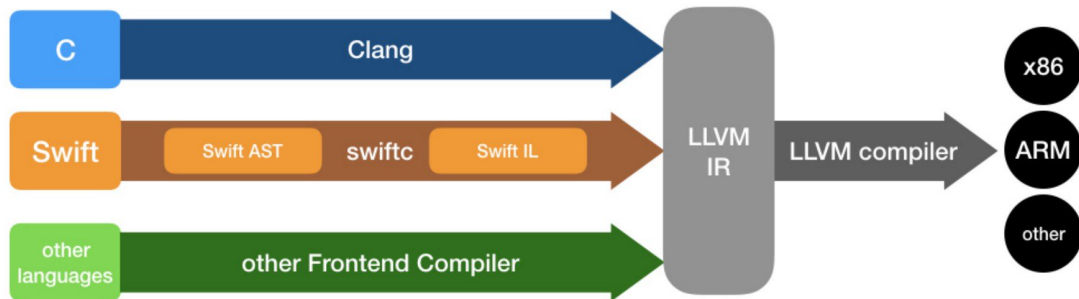 C
Clang
Swift
Swift AST
swiftc
Swift IL
other
languages
other Frontend Compiler
LLVM
IR
LLVM compiler
x86
ARM
other